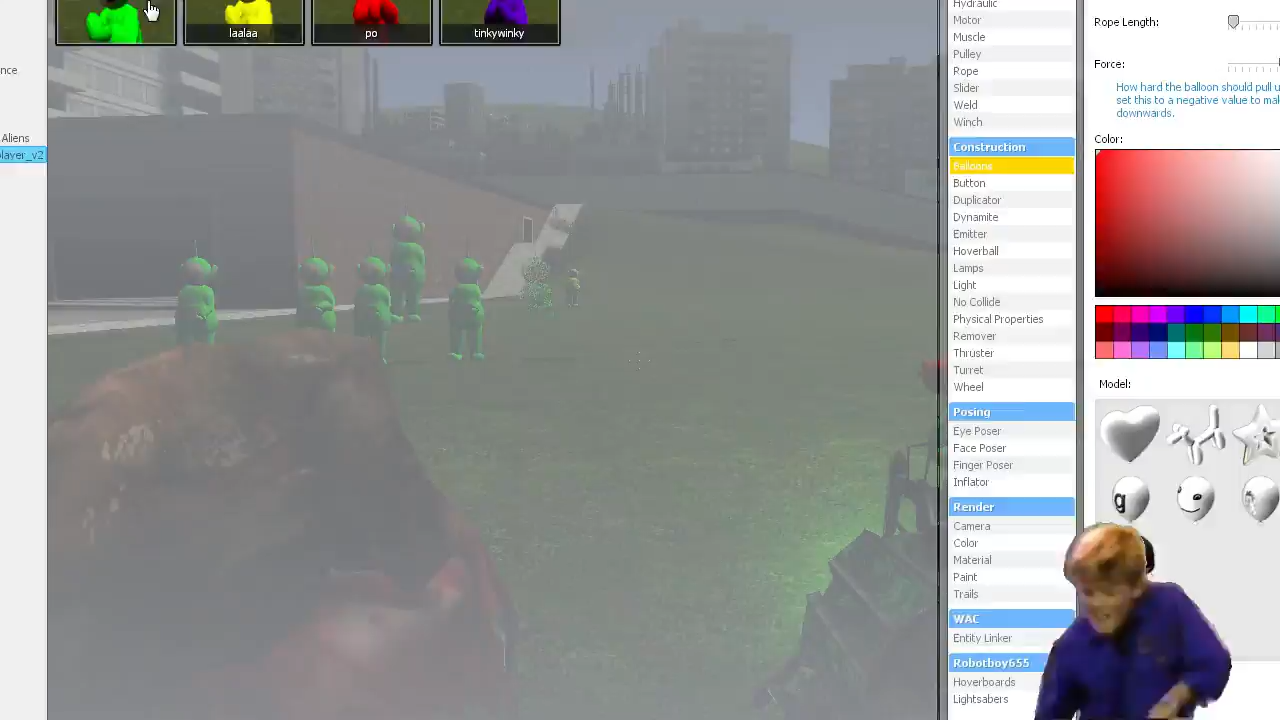 nce
Aliens
player_v2
laalaa
po
tinkywinky
Hydraulic
Motor
Muscle
Pulley
Rope
Slider
Weld
Winch
Construction
Balloons
Button
Duplicator
Dynamite
Emitter
Hoverball
Lamps
Light
No Collide
Physical Properties
Remover
Thruster
Turret
Wheel
Posing
Eye Poser
Face Poser
Finger Poser
Inflator
Render
Camera
Color
Material
Paint
Trails
WAC
Entity Linker
Robotboy655
Hoverboards
Lightsabers
Rope Length:
Force:
How hard the balloon should pull u
set this to a negative value to mak
downwards.
Color:
Model:
g